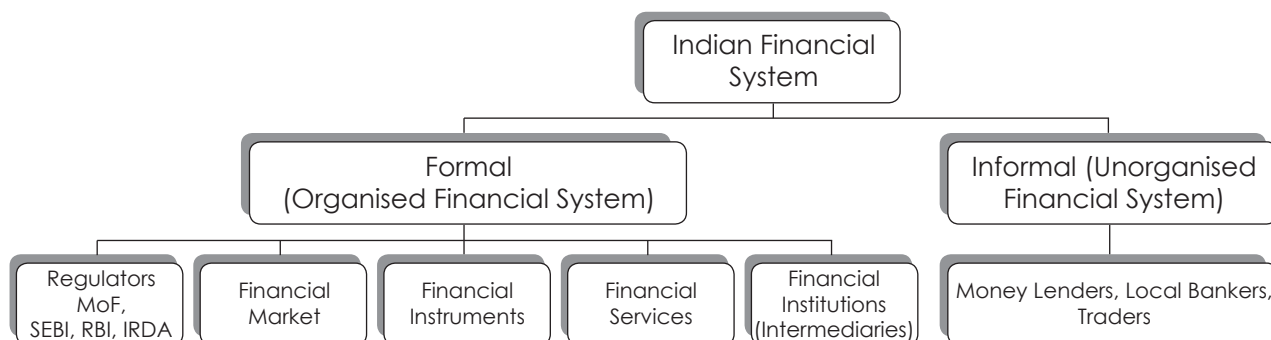 Indian Financial
System
Formal
(Organised Financial System)
Informal (Unorganised
Financial System)
Regulators
MoF,
SEBI, RBI, IRDA
Financial
Market
Financial
Instruments
Financial
Services
Financial
Institutions
(Intermediaries)
Money Lenders, Local Bankers,
Traders